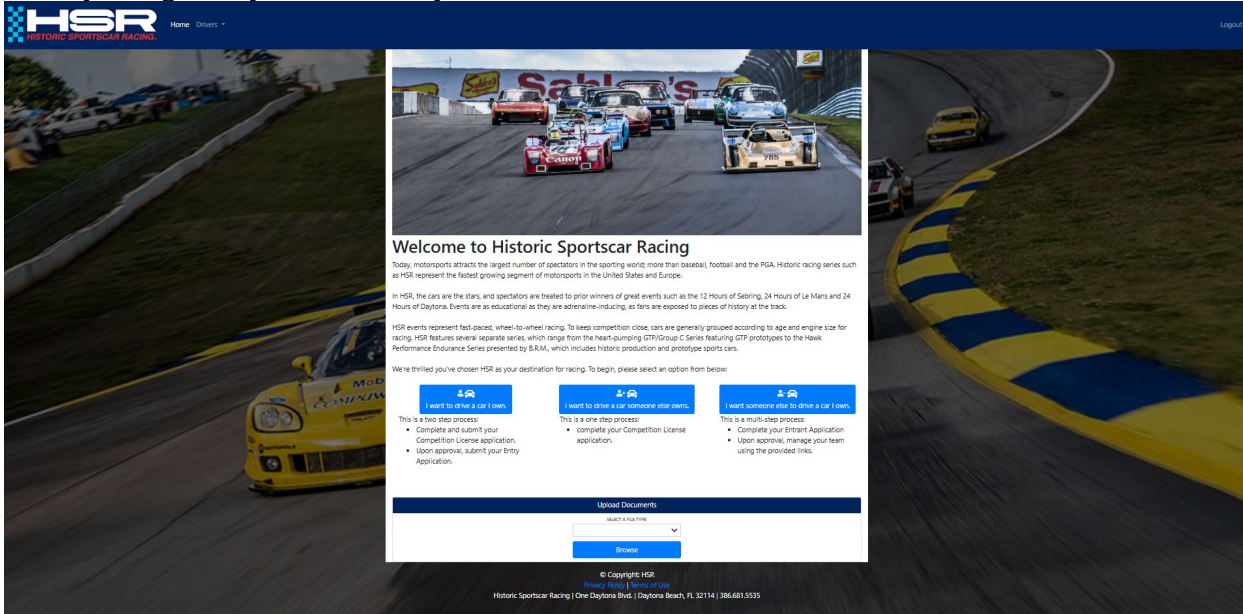 HSR
HISTORIC SPORTSCAR RACING.
Home Drivers
Logout
Sahlen's Sahlen's
Canon
265
Welcome to Historic Sportscar Racing
Today, motorsports attracts the largest number of spectators in the sporting world; more than baseball, football and the PGA. Historic racing series such
as HSR represent the fastest growing segment of motorsports in the United States and Europe.
In HSR, the cars are the stars, and spectators are treated to prior winners of great events such as the 12 Hours of Sebring, 24 Hours of Le Mans and 24
Hours of Daytona. Events are as educational as they are adrenaline-inducing, as fans are exposed to pieces of history at the track.
HSR events represent fast-paced, wheel-to-wheel racing. To keep competition close, cars are generally grouped according to age and engine size for
racing. HSR features several separate series, which range from the heart-pumping GTP/Group C Series featuring GTP prototypes to the Hawk
Performance Endurance Series presented by B.R.M., which includes historic production and prototype sports cars.
We're thrilled you've chosen HSR as your destination for racing. To begin, please select an option from below:
I want to drive a car I own.
This is a two step process:
• Complete and submit your
Competition License application.
• Upon approval, submit your Entry
Application.
I want to drive a car someone else owns.
This is a one step process:
• complete your Competition License
application.
I want someone else to drive a car I own.
This is a multi-step process:
• Complete your Entrant Application
• Upon approval, manage your team
using the provided links.
Upload Documents
SELECT A FILE TYPE
Browse
© Copyright: HSR
Privacy Policy | Terms of Use
Historic Sportscar Racing | One Daytona Blvd. | Daytona Beach, FL 32114 | 386.681.5535